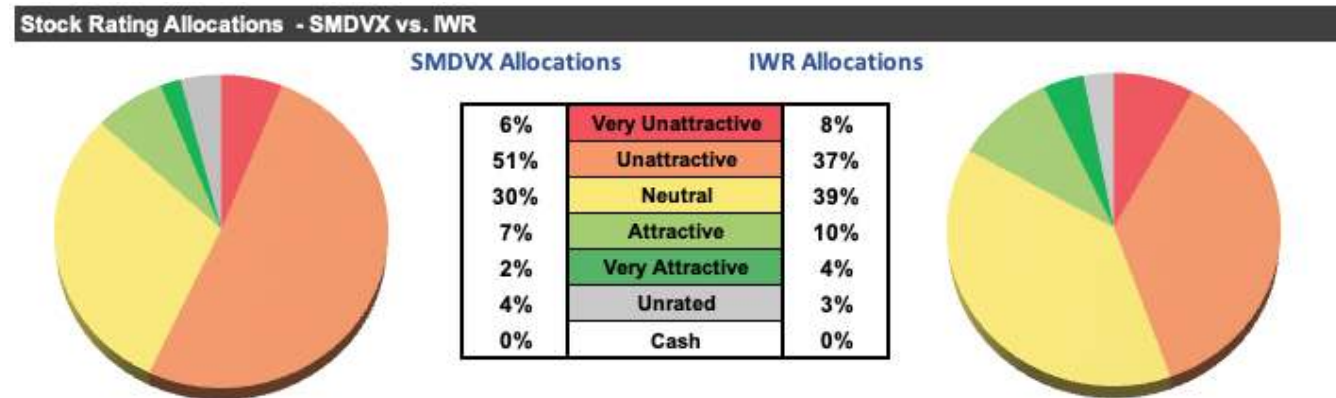 Stock Rating Allocations - SMDVX vs. IWR
SMDVX Allocations IWR Allocations
6% Very Unattractive 8%
51% Unattractive 37%
30% Neutral 39%
7% Attractive 10%
2% Very Attractive 4%
4% Unrated 3%
0% Cash 0%